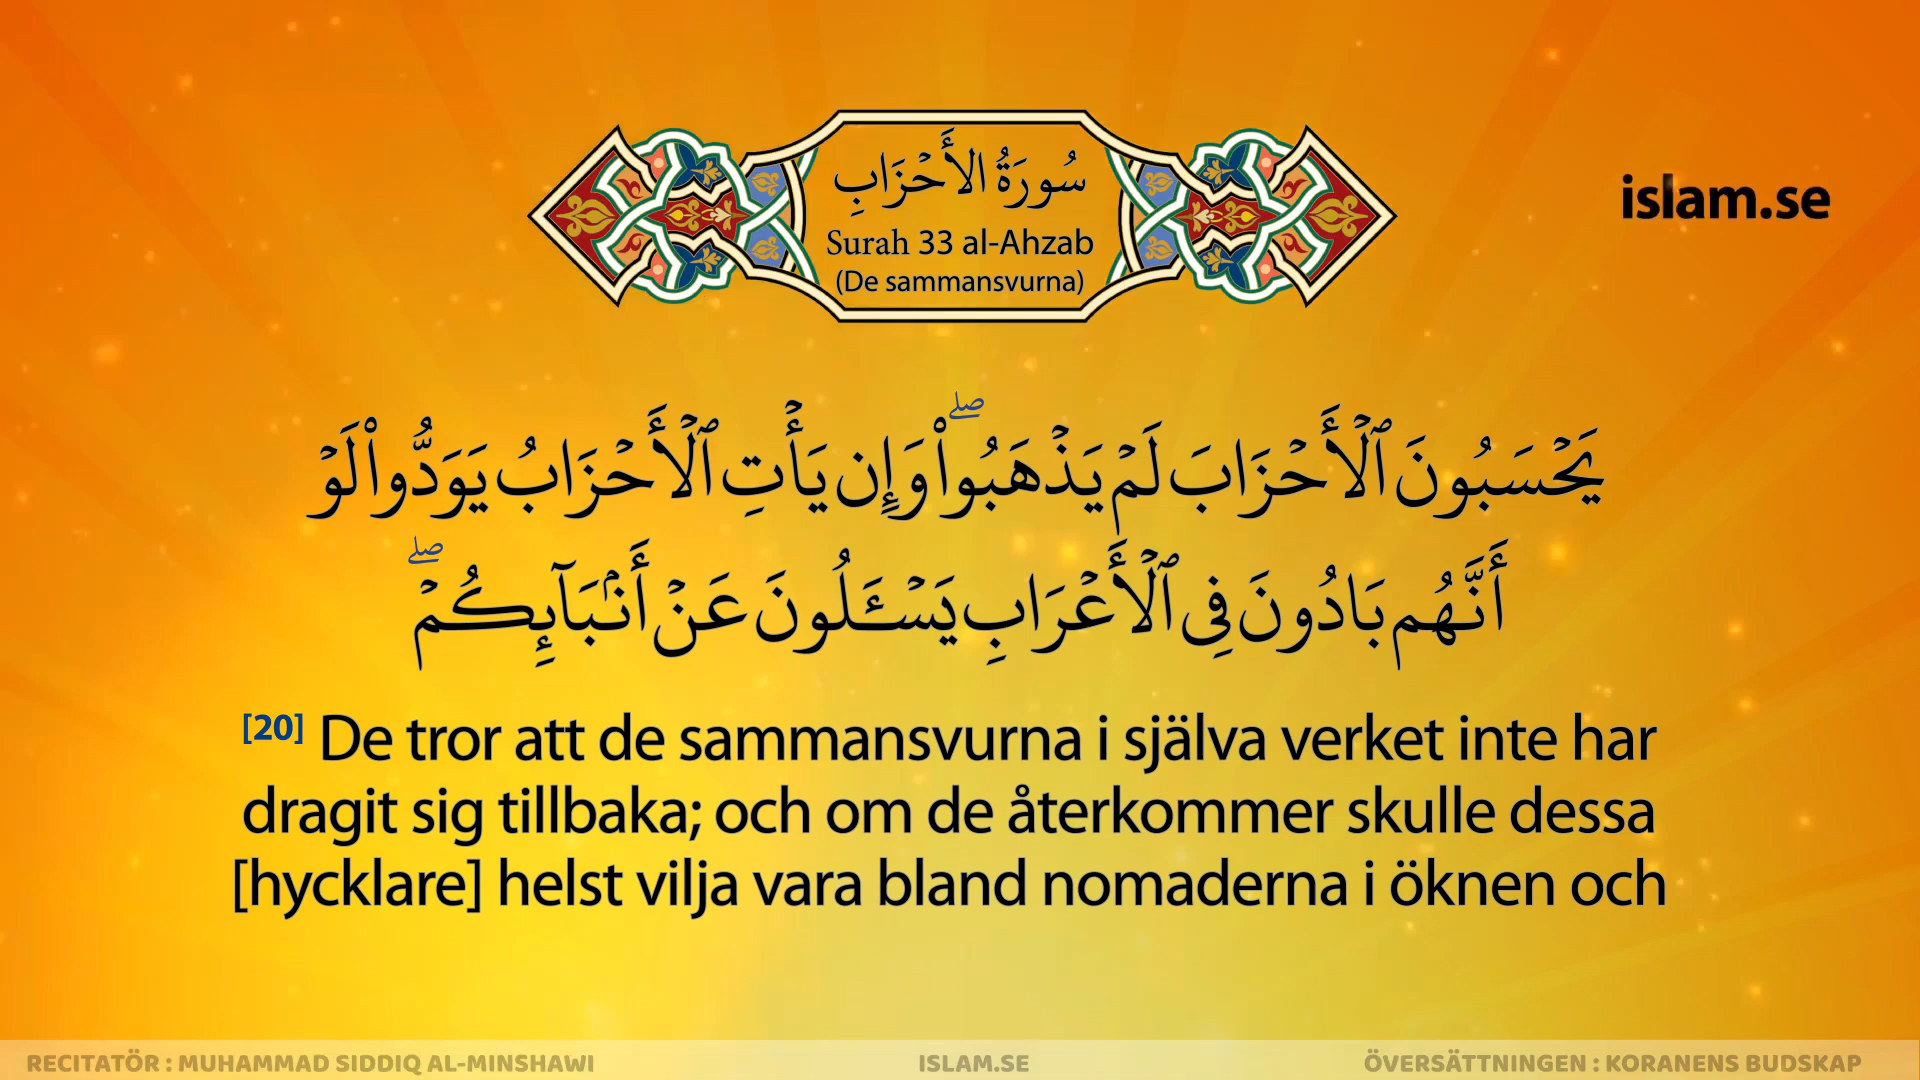 سُورَةُ الأَحْزَابِ
Surah 33 al-Ahzab
(De sammansvurna)
islam.se
يَحْسَبُونَ ٱلْأَحْزَابَ لَمْ يَذْهَبُوا۟ ۖ وَإِن يَأْتِ ٱلْأَحْزَابُ يَوَدُّوا۟ لَوْ
أَنَّهُم بَادُونَ فِى ٱلْأَعْرَابِ يَسْـَٔلُونَ عَنْ أَنۢبَآئِكُمْ ۖ
[20] De tror att de sammansvurna i själva verket inte har
dragit sig tillbaka; och om de återkommer skulle dessa
[hycklare] helst vilja vara bland nomaderna i öknen och
RECITATÖR : MUHAMMAD SIDDIQ AL-MINSHAWI
ISLAM.SE
ÖVERSÄTTNINGEN : KORANENS BUDSKAP